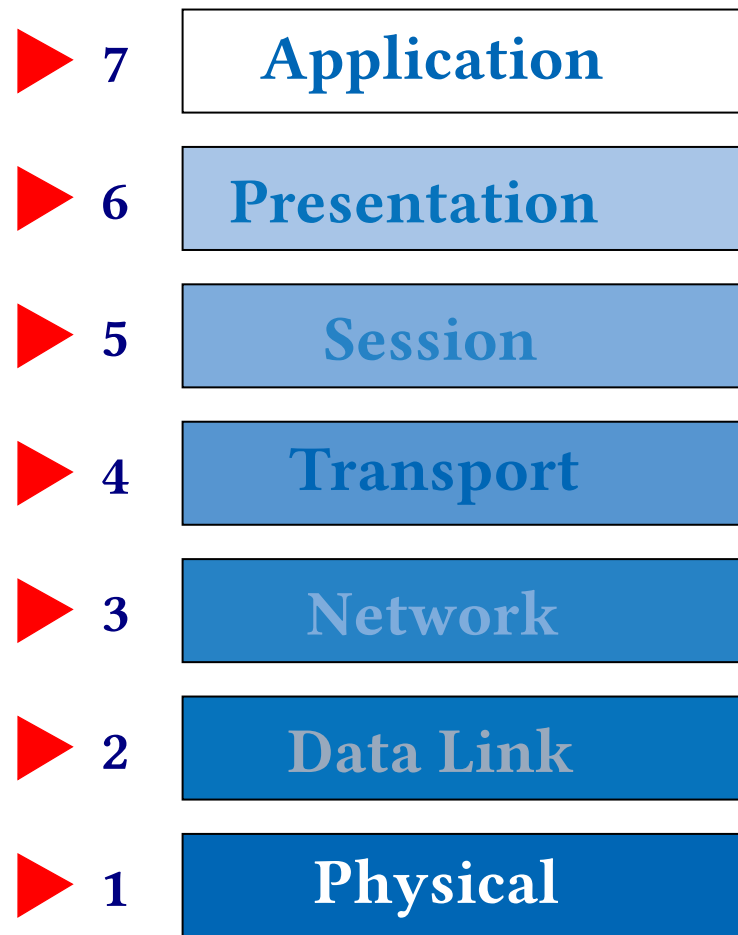 7 Application
6 Presentation
5 Session
4 Transport
3 Network
2 Data Link
1 Physical